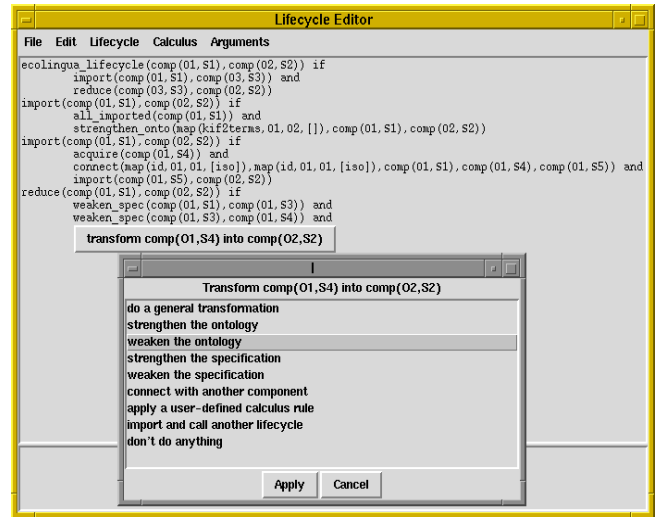 Lifecycle Editor
File Edit Lifecycle Calculus Arguments
ecolingua_lifecycle(comp(O1,S1),comp(O2,S2)) if
import(comp(O1,S1),comp(O3,S3)) and
reduce(comp(O3,S3),comp(O2,S2))
import(comp(O1,S1),comp(O2,S2)) if
all_imported(comp(O1,S1)) and
strengthen_onto(map(kif2terms,O1,O2,[]),comp(O1,S1),comp(O2,S2))
import(comp(O1,S1),comp(O2,S2)) if
acquire(comp(O1,S4)) and
connect(map(id,O1,O1,[iso]),map(id,O1,O1,[iso]),comp(O1,S1),comp(O1,S4),comp(O1,S5)) and
import(comp(O1,S5),comp(O2,S2))
reduce(comp(O1,S1),comp(O2,S2)) if
weaken_spec(comp(O1,S1),comp(O1,S3)) and
weaken_spec(comp(O1,S3),comp(O1,S4)) and
transform comp(O1,S4) into comp(O2,S2)
Transform comp(O1,S4) into comp(O2,S2)
do a general transformation
strengthen the ontology
weaken the ontology
strengthen the specification
weaken the specification
connect with another component
apply a user-defined calculus rule
import and call another lifecycle
don't do anything
Apply Cancel